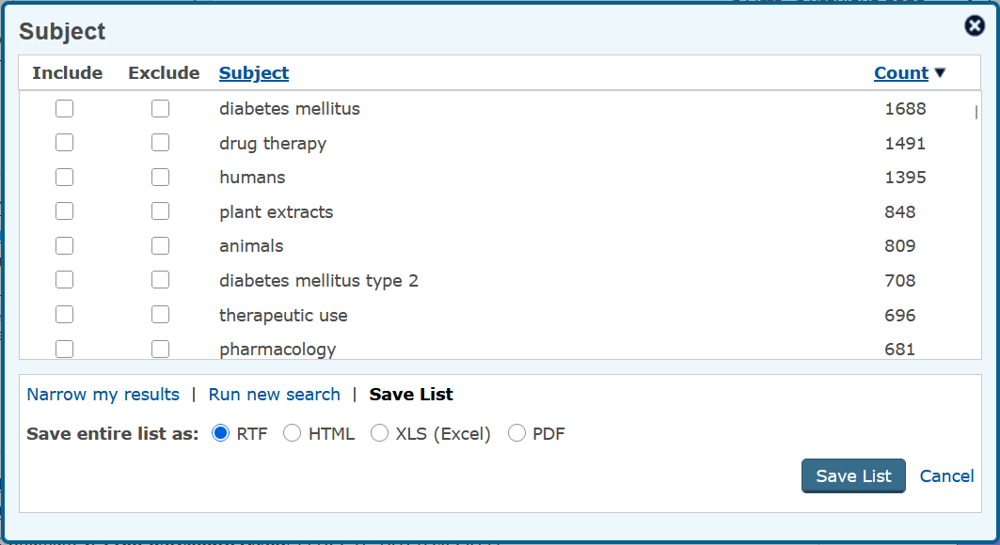 Subject
Include Exclude Subject Count ▼
diabetes mellitus 1688
drug therapy 1491
humans 1395
plant extracts 848
animals 809
diabetes mellitus type 2 708
therapeutic use 696
pharmacology 681
Narrow my results | Run new search | Save List
Save entire list as: RTF HTML XLS (Excel) PDF
Save List Cancel